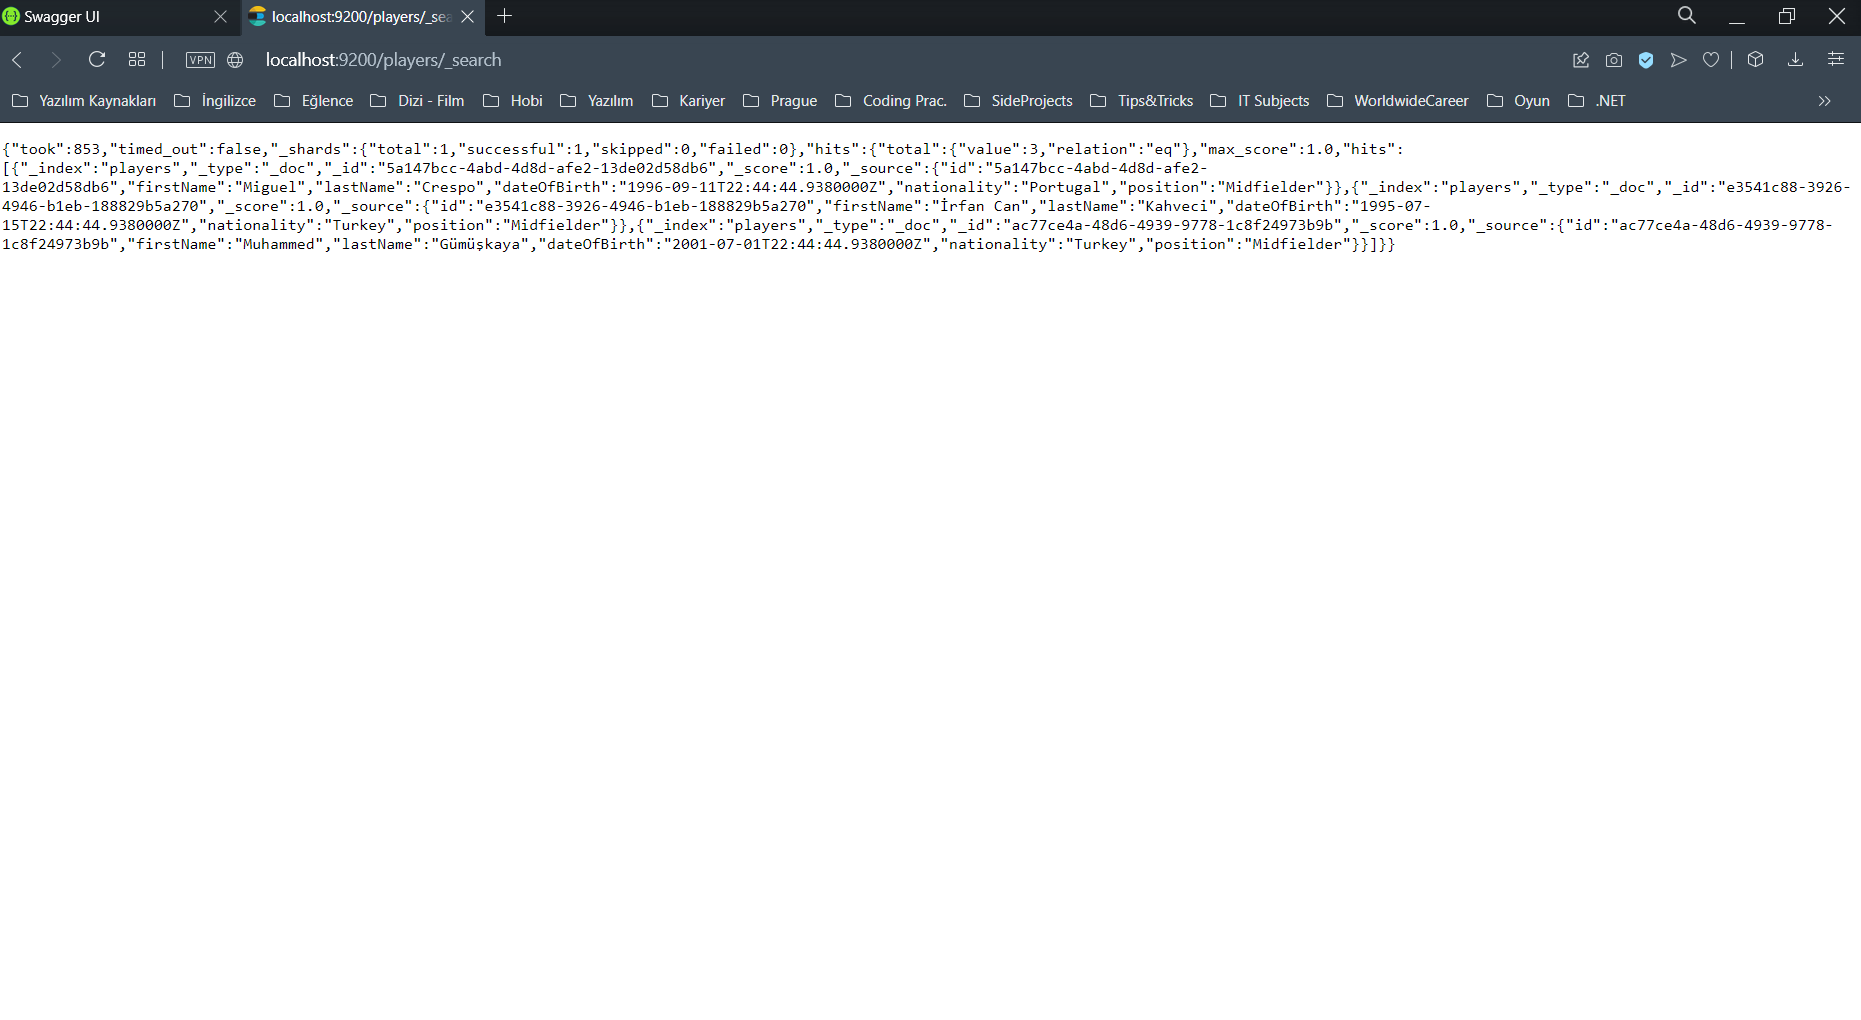 Swagger UI
localhost:9200/players/_sea
VPN
localhost:9200/players/_search
Yazılım Kaynakları İngilizce Eğlence Dizi - Film Hobi Yazılım Kariyer Prague Coding Prac. SideProjects Tips&Tricks IT Subjects WorldwideCareer Oyun .NET
{"took":853,"timed_out":false,"_shards":{"total":1,"successful":1,"skipped":0,"failed":0},"hits":{"total":{"value":3,"relation":"eq"},"max_score":1.0,"hits":
[{"_index":"players","_type":"_doc","_id":"5a147bcc-4abd-4d8d-afe2-13de02d58db6","_score":1.0,"_source":{"id":"5a147bcc-4abd-4d8d-afe2-
13de02d58db6","firstName":"Miguel","lastName":"Crespo","dateOfBirth":"1996-09-11T22:44:44.9380000Z","nationality":"Portugal","position":"Midfielder"}},{"_index":"players","_type":"_doc","_id":"e3541c88-3926-
4946-b1eb-188829b5a270","_score":1.0,"_source":{"id":"e3541c88-3926-4946-b1eb-188829b5a270","firstName":"İrfan Can","lastName":"Kahveci","dateOfBirth":"1995-07-
15T22:44:44.9380000Z","nationality":"Turkey","position":"Midfielder"}},{"_index":"players","_type":"_doc","_id":"ac77ce4a-48d6-4939-9778-1c8f24973b9b","_score":1.0,"_source":{"id":"ac77ce4a-48d6-4939-9778-
1c8f24973b9b","firstName":"Muhammed","lastName":"Gümüşkaya","dateOfBirth":"2001-07-01T22:44:44.9380000Z","nationality":"Turkey","position":"Midfielder"}}]}}